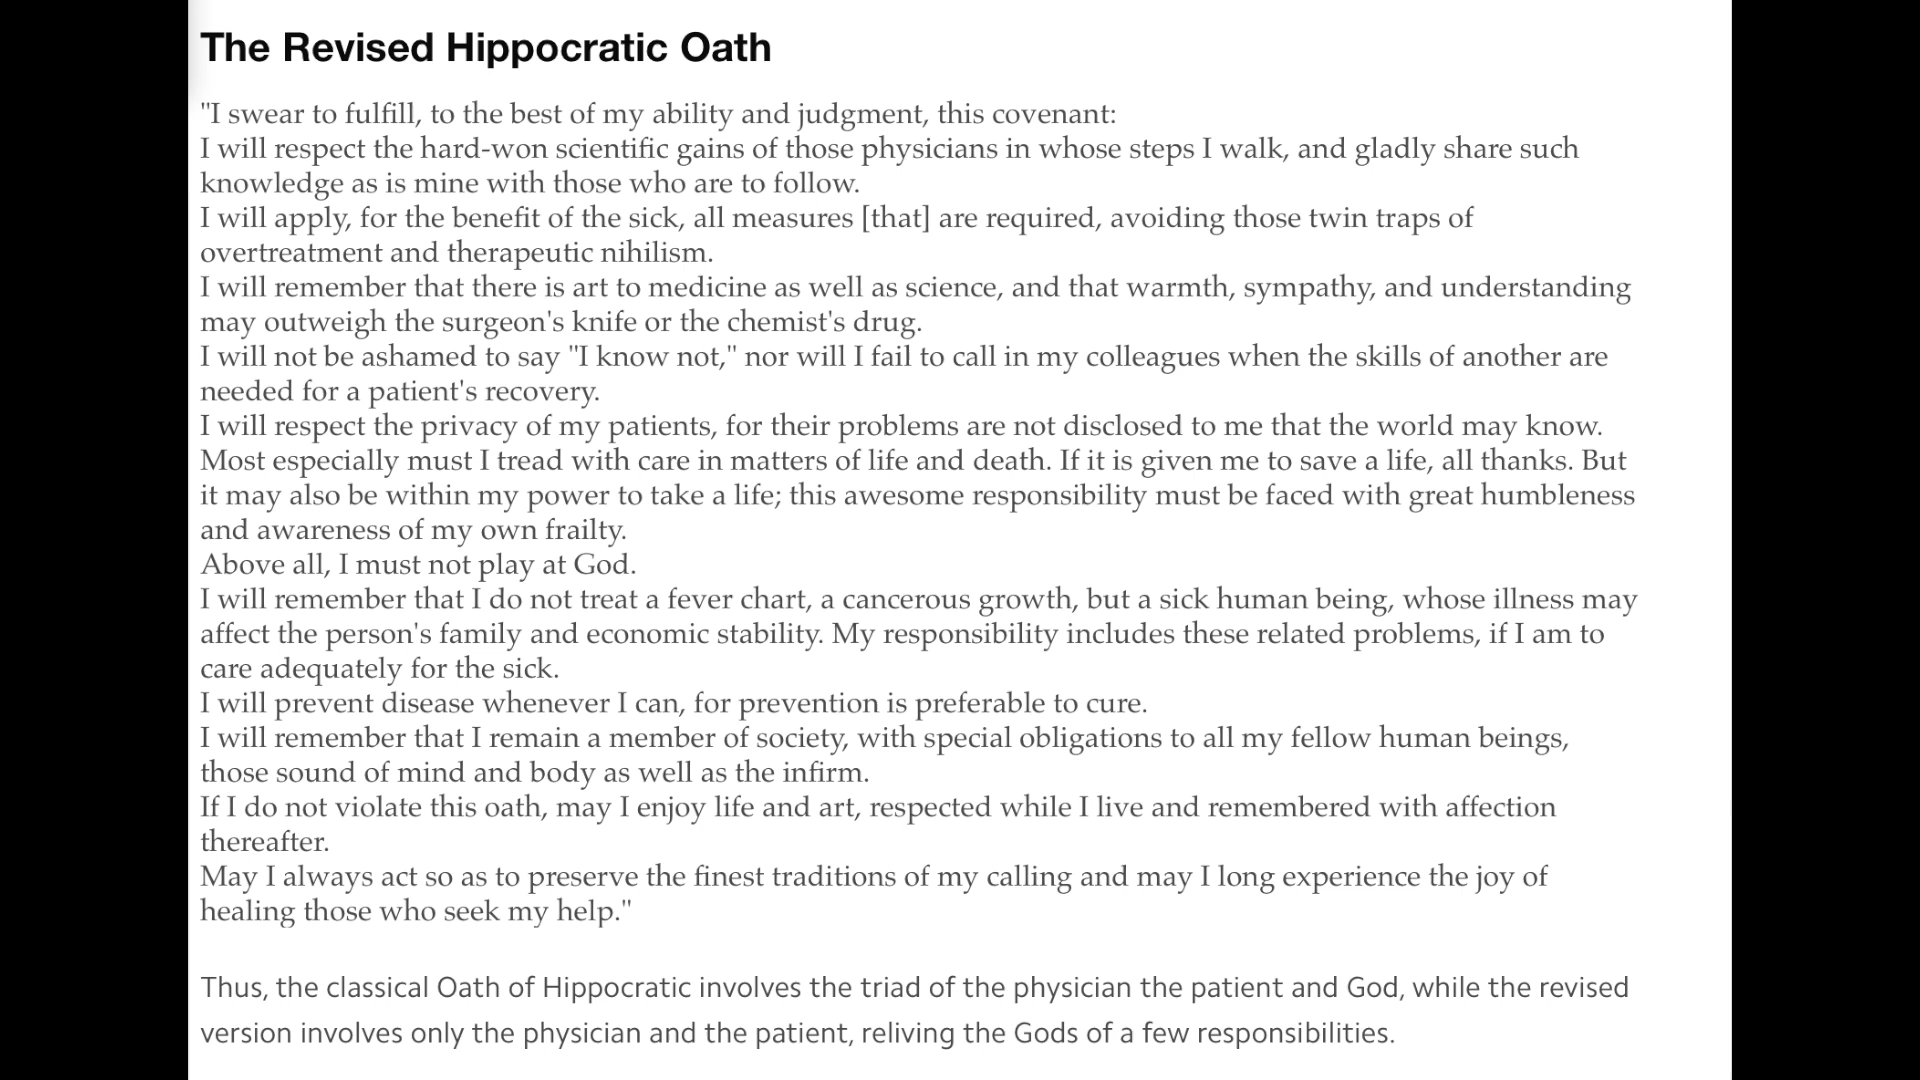 The Revised Hippocratic Oath
"I swear to fulfill, to the best of my ability and judgment, this covenant:
I will respect the hard-won scientific gains of those physicians in whose steps I walk, and gladly share such
knowledge as is mine with those who are to follow.
I will apply, for the benefit of the sick, all measures [that] are required, avoiding those twin traps of
overtreatment and therapeutic nihilism.
I will remember that there is art to medicine as well as science, and that warmth, sympathy, and understanding
may outweigh the surgeon's knife or the chemist's drug.
I will not be ashamed to say "I know not," nor will I fail to call in my colleagues when the skills of another are
needed for a patient's recovery.
I will respect the privacy of my patients, for their problems are not disclosed to me that the world may know.
Most especially must I tread with care in matters of life and death. If it is given me to save a life, all thanks. But
it may also be within my power to take a life; this awesome responsibility must be faced with great humbleness
and awareness of my own frailty.
Above all, I must not play at God.
I will remember that I do not treat a fever chart, a cancerous growth, but a sick human being, whose illness may
affect the person's family and economic stability. My responsibility includes these related problems, if I am to
care adequately for the sick.
I will prevent disease whenever I can, for prevention is preferable to cure.
I will remember that I remain a member of society, with special obligations to all my fellow human beings,
those sound of mind and body as well as the infirm.
If I do not violate this oath, may I enjoy life and art, respected while I live and remembered with affection
thereafter.
May I always act so as to preserve the finest traditions of my calling and may I long experience the joy of
healing those who seek my help."
Thus, the classical Oath of Hippocratic involves the triad of the physician the patient and God, while the revised
version involves only the physician and the patient, reliving the Gods of a few responsibilities.